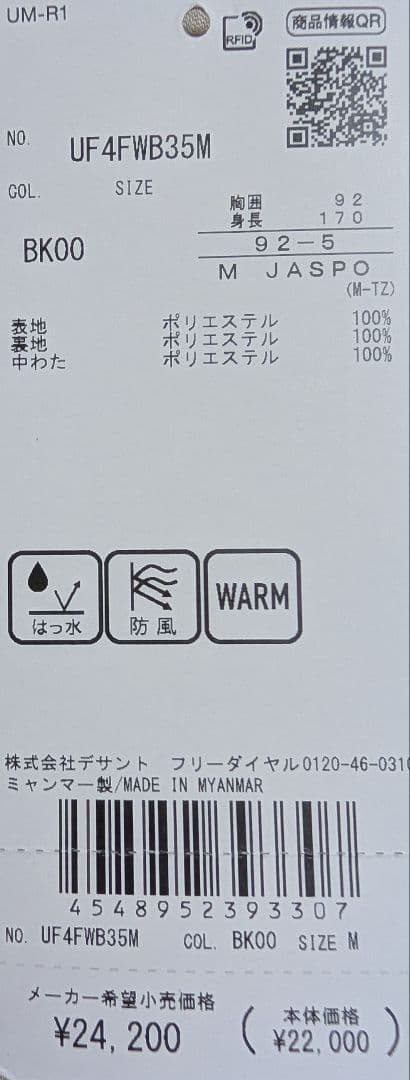 UM-R1
RFID
商品情報QR
NO. UF4FWB35M
COL. SIZE
胸囲 92
身長 170
BK00 92-5
M JASPO
(M-TZ)
表地 ポリエステル 100%
裏地 ポリエステル 100%
中わた ポリエステル 100%
はっ水 防風 WARM
株式会社デサント フリーダイヤル0120-46-031
ミャンマー製/MADE IN MYANMAR
4548952393307
NO. UF4FWB35M COL. BK00 SIZE M
メーカー希望小売価格
¥24,200 (本体価格 ¥22,000)